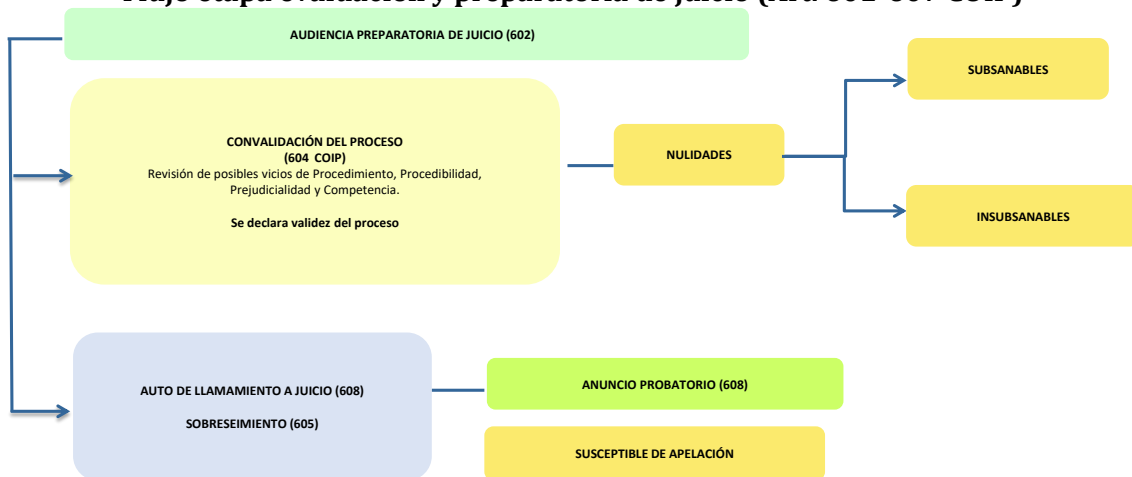 AUDIENCIA PREPARATORIA DE JUICIO (602)
SUBSANABLES
CONVALIDACIÓN DEL PROCESO
(604 COIP)
Revisión de posibles vicios de Procedimiento, Procedibilidad,
Prejudicialidad y Competencia.
Se declara validez del proceso
NULIDADES
INSUBSANABLES
AUTO DE LLAMAMIENTO A JUICIO (608)
SOBRESEIMIENTO (605)
ANUNCIO PROBATORIO (608)
SUSCEPTIBLE DE APELACIÓN